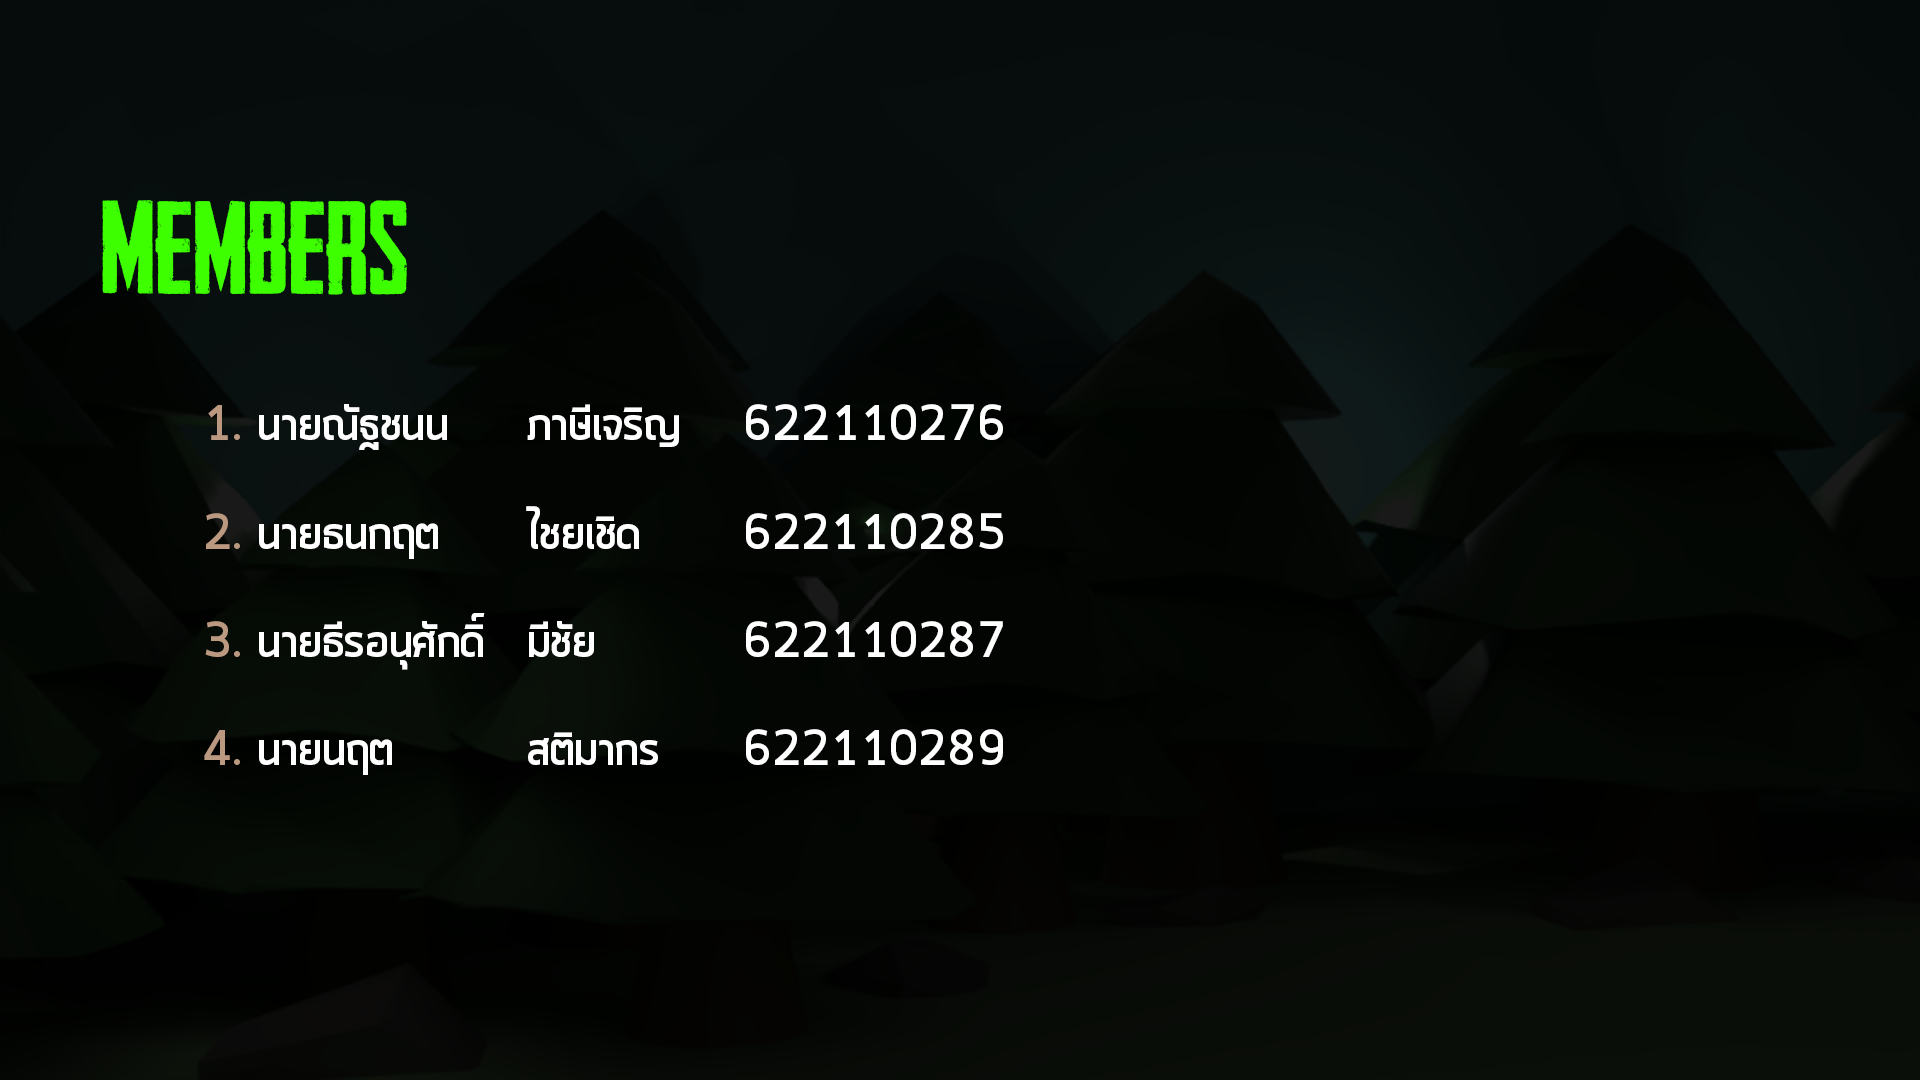 MEMBERS
1. นายณัฐชนน ภาษีเจริญ 622110276
2. นายธนกฤต ไชยเชิด 622110285
3. นายธีรอนุศักดิ์ มีชัย 622110287
4. นายนฤต สติมากร 622110289